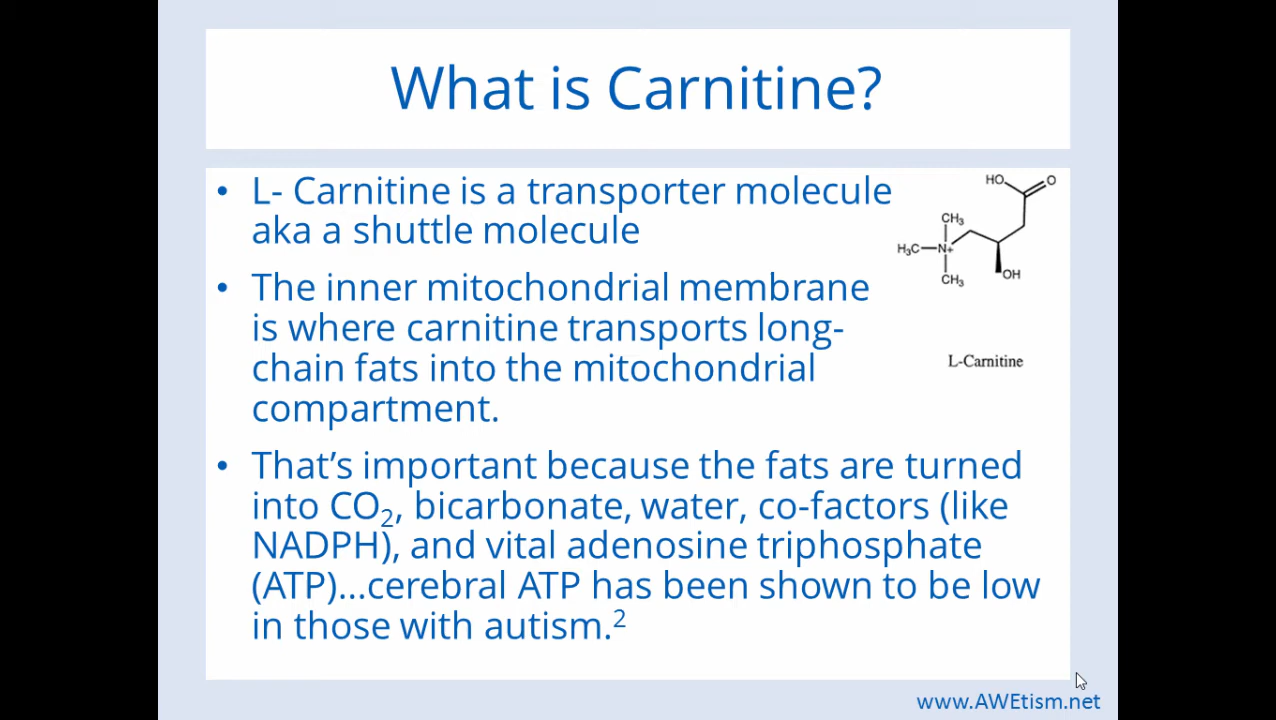 What is Carnitine?
• L- Carnitine is a transporter molecule
aka a shuttle molecule
• The inner mitochondrial membrane
is where carnitine transports long-
chain fats into the mitochondrial
compartment.
• That’s important because the fats are turned
into CO₂, bicarbonate, water, co-factors (like
NADPH), and vital adenosine triphosphate
(ATP)…cerebral ATP has been shown to be low
in those with autism.²
HO
O
CH₃
H₃C
N+
CH₃
OH
L-Carnitine
www.AWEtism.net